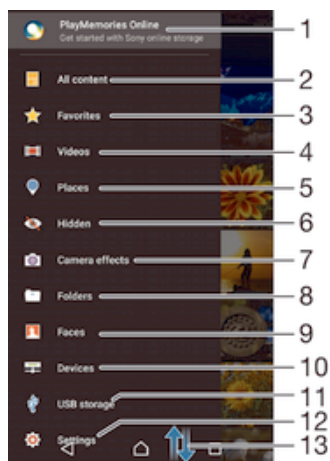 PlayMemories Online 1
Get started with Sony online storage
All content 2
Favorites 3
Videos 4
Places 5
Hidden 6
Camera effects 7
Folders 8
Faces 9
Devices 10
USB storage 11
Settings 12
13